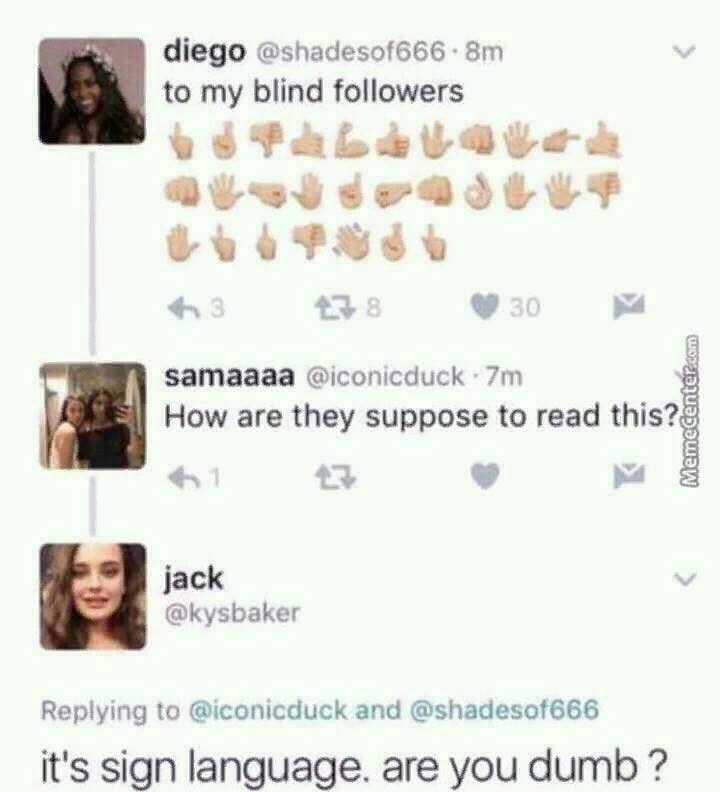 diego @shadesof666 · 8m
to my blind followers
3 8 30
samaaaa @iconicduck · 7m
How are they suppose to read this?
1
MemeCenter.com
jack
@kysbaker
Replying to @iconicduck and @shadesof666
it's sign language. are you dumb ?